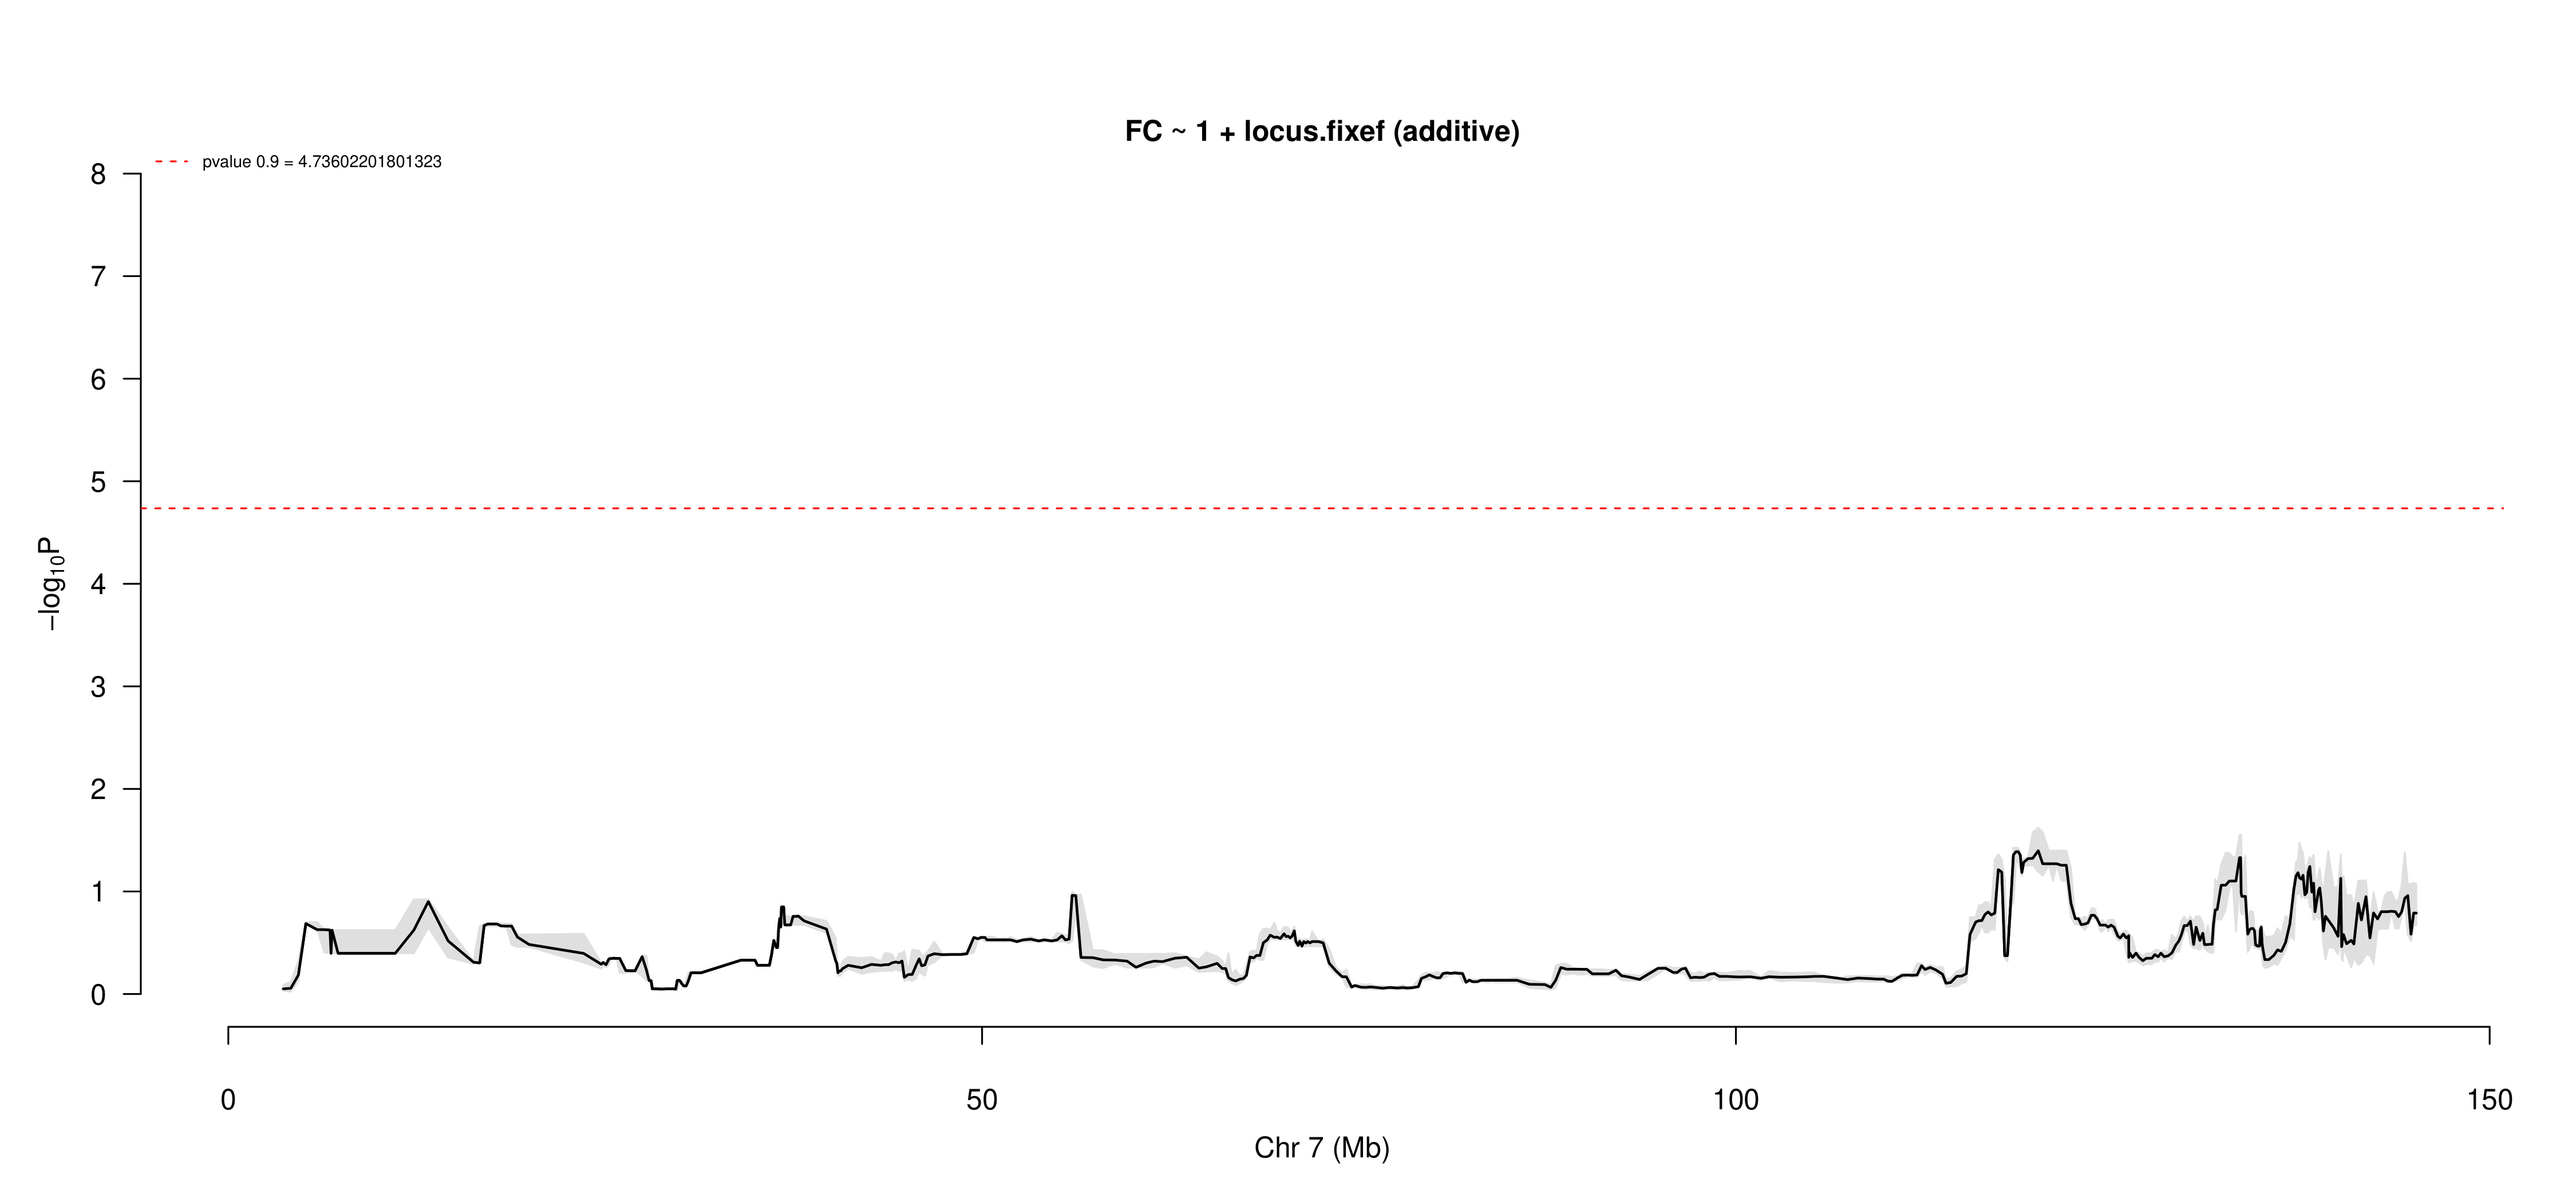 FC ~ 1 + locus.fixef (additive)
pvalue 0.9 = 4.73602201801323
8
7
6
5
4
3
2
1
0
−log₁₀P
0 50 100 150
Chr 7 (Mb)